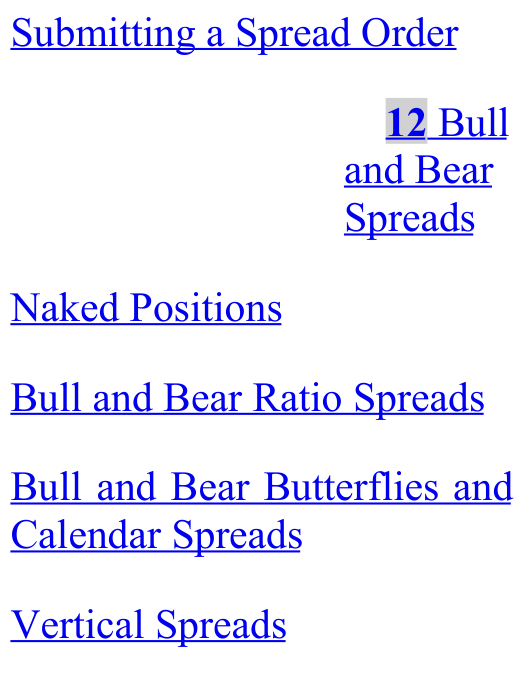 Submitting a Spread Order
12 Bull
and Bear
Spreads
Naked Positions
Bull and Bear Ratio Spreads
Bull and Bear Butterflies and
Calendar Spreads
Vertical Spreads